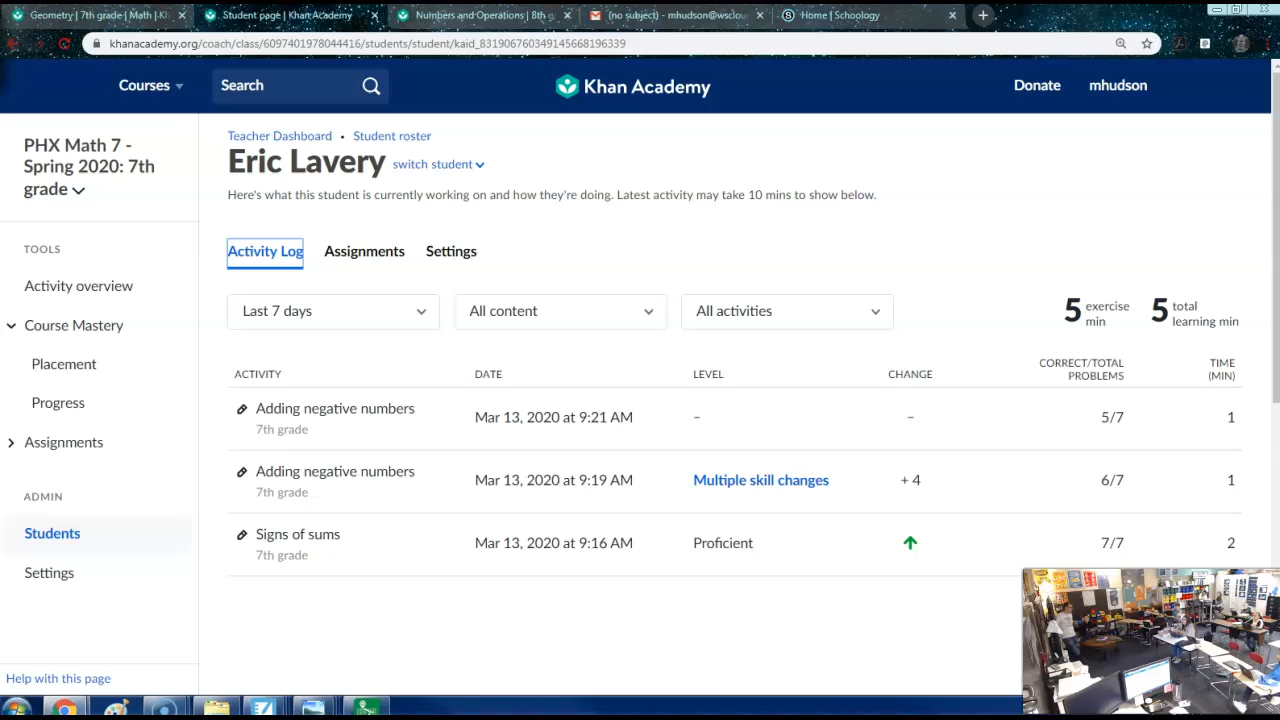 Geometry | 7th grade | Math | Kh
Student page | Khan Academy
Numbers and Operations | 8th g
(no subject) - mhudson@wsclou
Home | Schoology
khanacademy.org/coach/class/6097401978044416/students/student/kaid_831906760349145668196339
Courses
Search
Khan Academy
Donate
mhudson
PHX Math 7 -
Spring 2020: 7th
grade
TOOLS
Activity overview
Course Mastery
Placement
Progress
Assignments
ADMIN
Students
Settings
Help with this page
Teacher Dashboard • Student roster
Eric Lavery switch student
Here's what this student is currently working on and how they're doing. Latest activity may take 10 mins to show below.
Activity Log Assignments Settings
Last 7 days All content All activities
5 exercise min 5 total learning min
ACTIVITY DATE LEVEL CHANGE CORRECT/TOTAL PROBLEMS TIME (MIN)
Adding negative numbers Mar 13, 2020 at 9:21 AM – – 5/7 1
7th grade
Adding negative numbers Mar 13, 2020 at 9:19 AM Multiple skill changes + 4 6/7 1
7th grade
Signs of sums Mar 13, 2020 at 9:16 AM Proficient 7/7 2
7th grade